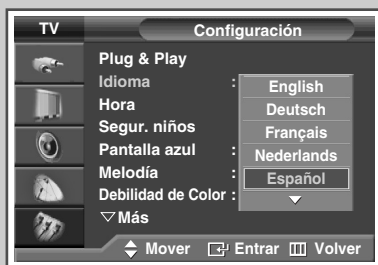 TV Configuración
Plug & Play
Idioma :
Hora
Segur. niños
Pantalla azul :
Melodía :
Debilidad de Color :
▽Más
English
Deutsch
Français
Nederlands
Español
Mover Entrar Volver